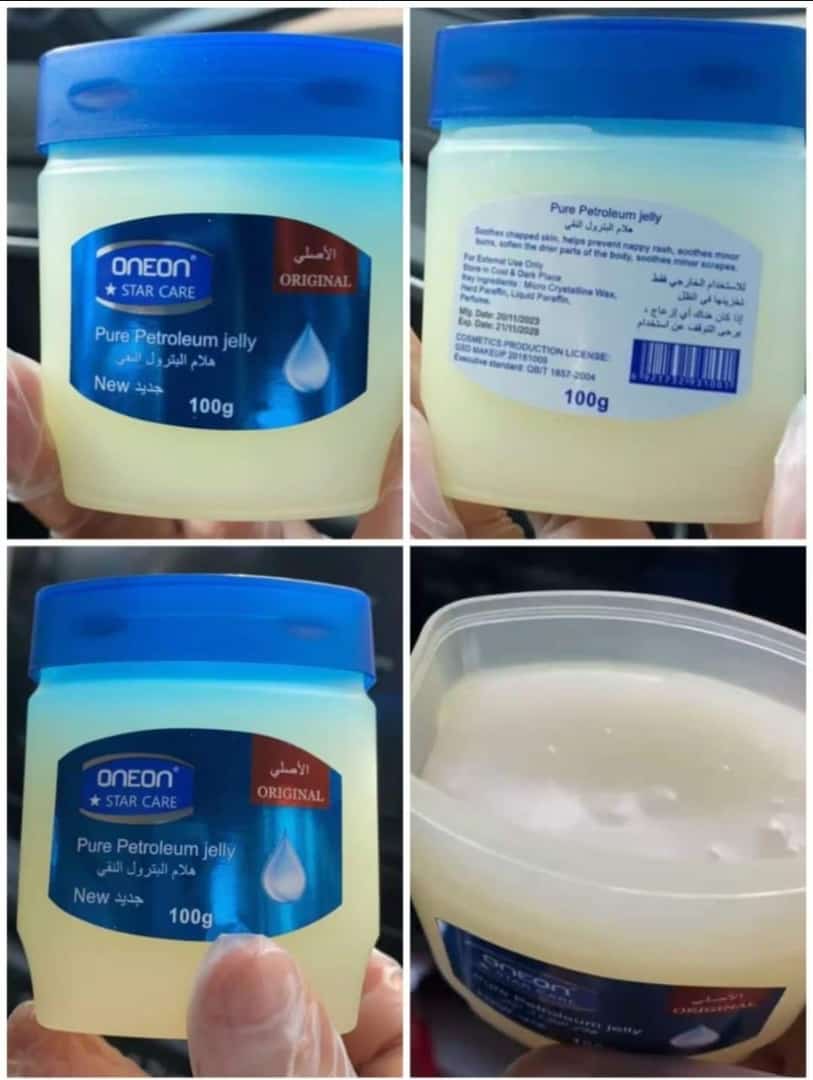 ONEON®
★ STAR CARE
الأصلي
ORIGINAL
Pure Petroleum jelly
هلام البترول النقي
New جديد
100g
Pure Petroleum jelly
هلام البترول النقي
Soothes chapped skin, helps prevent nappy rash, soothes minor
burns, soften the drier parts of the body, soothes minor scrapes.
For External Use Only
Store in Cool & Dark Place
Key Ingredients : Micro Crystalline Wax,
Hard Paraffin, Liquid Paraffin,
Perfume.
Mfg. Date: 20/11/2023
Exp. Date: 21/11/2028
COSMETICS PRODUCTION LICENSE:
GSO MAKEUP 20161009
Executive standard: QB/T 1857-2004
للاستخدام الخارجي فقط
تخزينها في الظل
إذا كان هناك أي إزعاج ،
يرجى التوقف عن استخدام
100g
ONEON®
★ STAR CARE
الأصلي
ORIGINAL
Pure Petroleum jelly
هلام البترول النقي
New جديد
100g
ONEON
STAR CARE
الأصلي
ORIGINAL
Pure Petroleum jelly